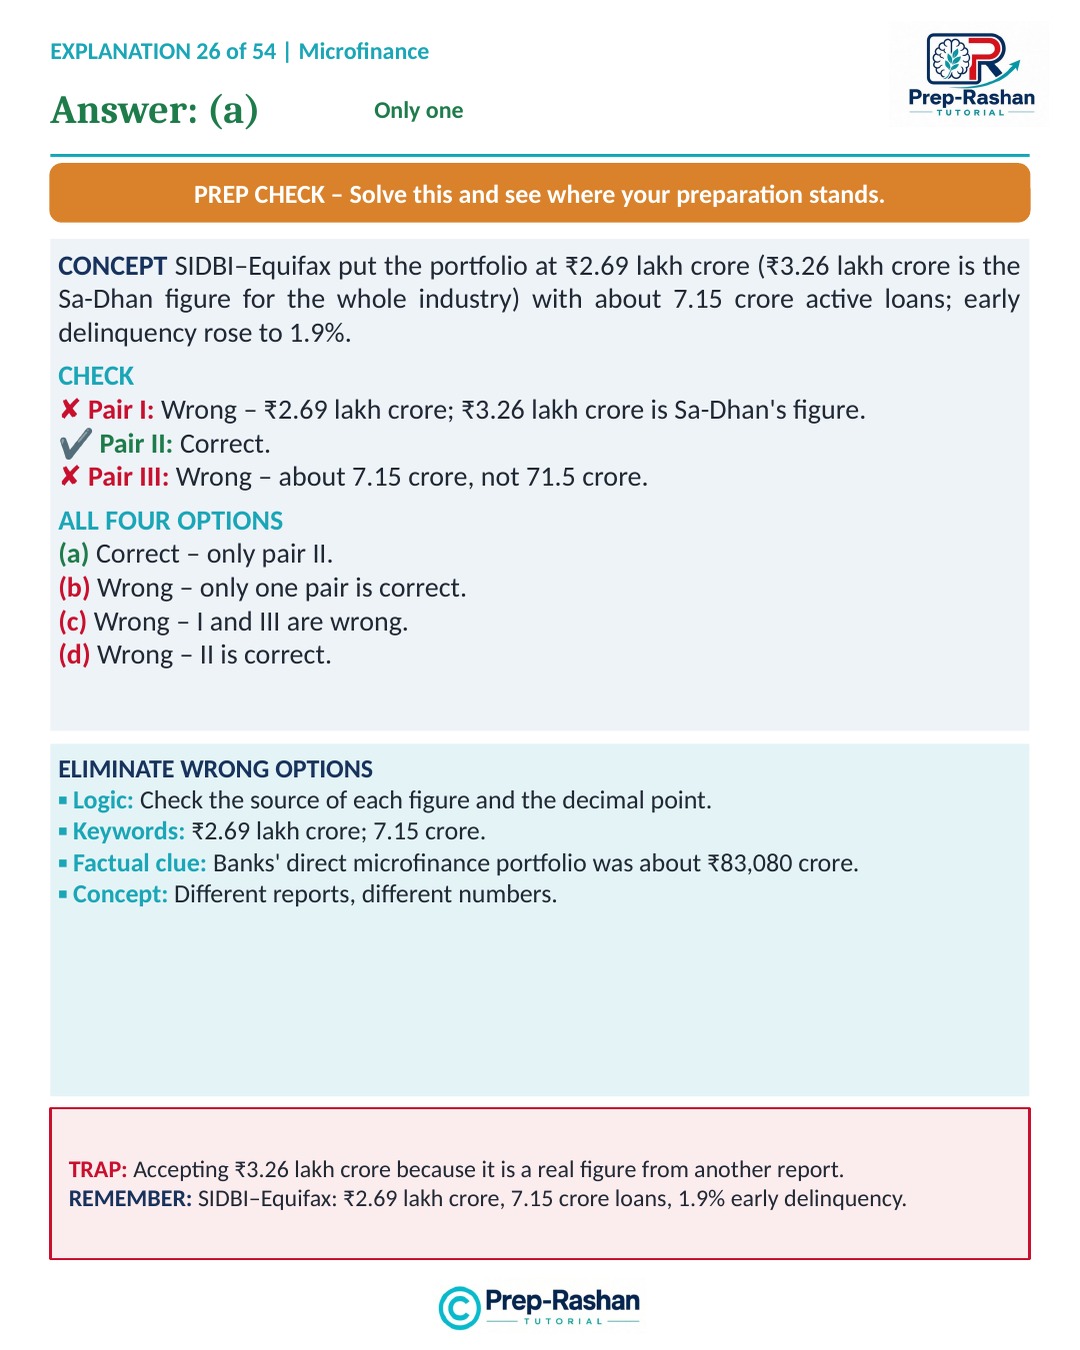 EXPLANATION 26 of 54 | Microfinance
Prep-Rashan
TUTORIAL
Answer: (a) Only one
PREP CHECK – Solve this and see where your preparation stands.
CONCEPT SIDBI–Equifax put the portfolio at ₹2.69 lakh crore (₹3.26 lakh crore is the
Sa-Dhan figure for the whole industry) with about 7.15 crore active loans; early
delinquency rose to 1.9%.
CHECK
✘ Pair I: Wrong – ₹2.69 lakh crore; ₹3.26 lakh crore is Sa-Dhan's figure.
✔ Pair II: Correct.
✘ Pair III: Wrong – about 7.15 crore, not 71.5 crore.
ALL FOUR OPTIONS
(a) Correct – only pair II.
(b) Wrong – only one pair is correct.
(c) Wrong – I and III are wrong.
(d) Wrong – II is correct.
ELIMINATE WRONG OPTIONS
▪ Logic: Check the source of each figure and the decimal point.
▪ Keywords: ₹2.69 lakh crore; 7.15 crore.
▪ Factual clue: Banks' direct microfinance portfolio was about ₹83,080 crore.
▪ Concept: Different reports, different numbers.
TRAP: Accepting ₹3.26 lakh crore because it is a real figure from another report.
REMEMBER: SIDBI–Equifax: ₹2.69 lakh crore, 7.15 crore loans, 1.9% early delinquency.
© Prep-Rashan
TUTORIAL